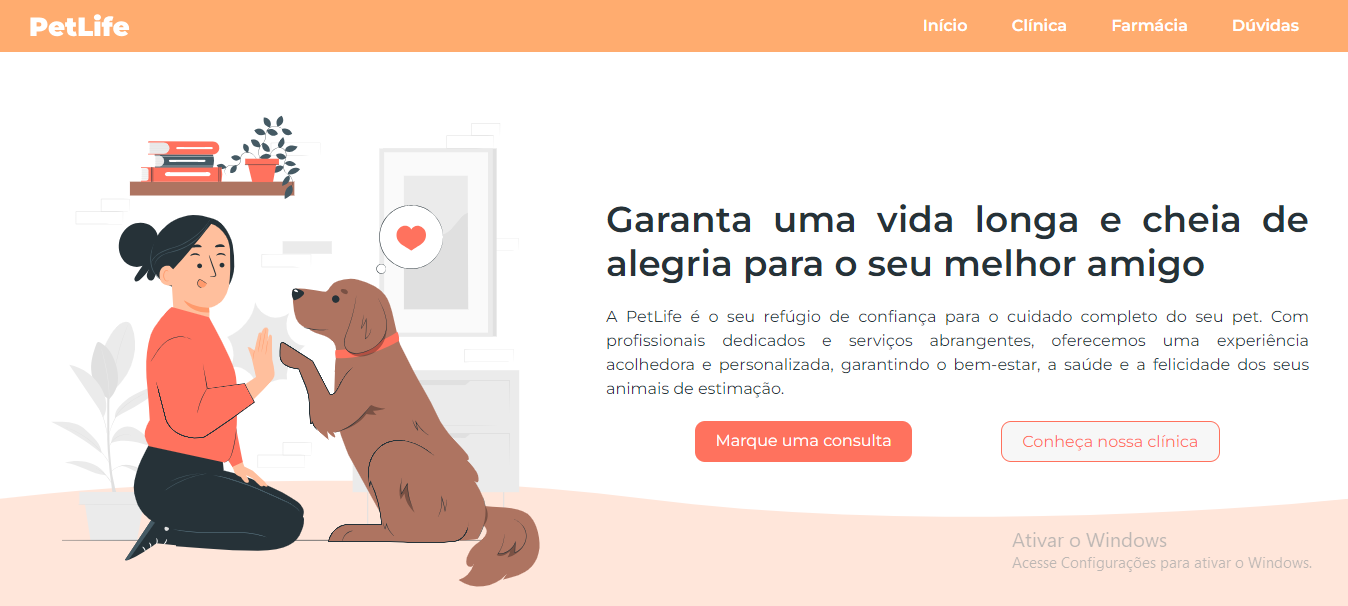 PetLife
Início Clínica Farmácia Dúvidas
Garanta uma vida longa e cheia de
alegria para o seu melhor amigo
A PetLife é o seu refúgio de confiança para o cuidado completo do seu pet. Com
profissionais dedicados e serviços abrangentes, oferecemos uma experiência
acolhedora e personalizada, garantindo o bem-estar, a saúde e a felicidade dos seus
animais de estimação.
Marque uma consulta
Conheça nossa clínica
Ativar o Windows
Acesse Configurações para ativar o Windows.